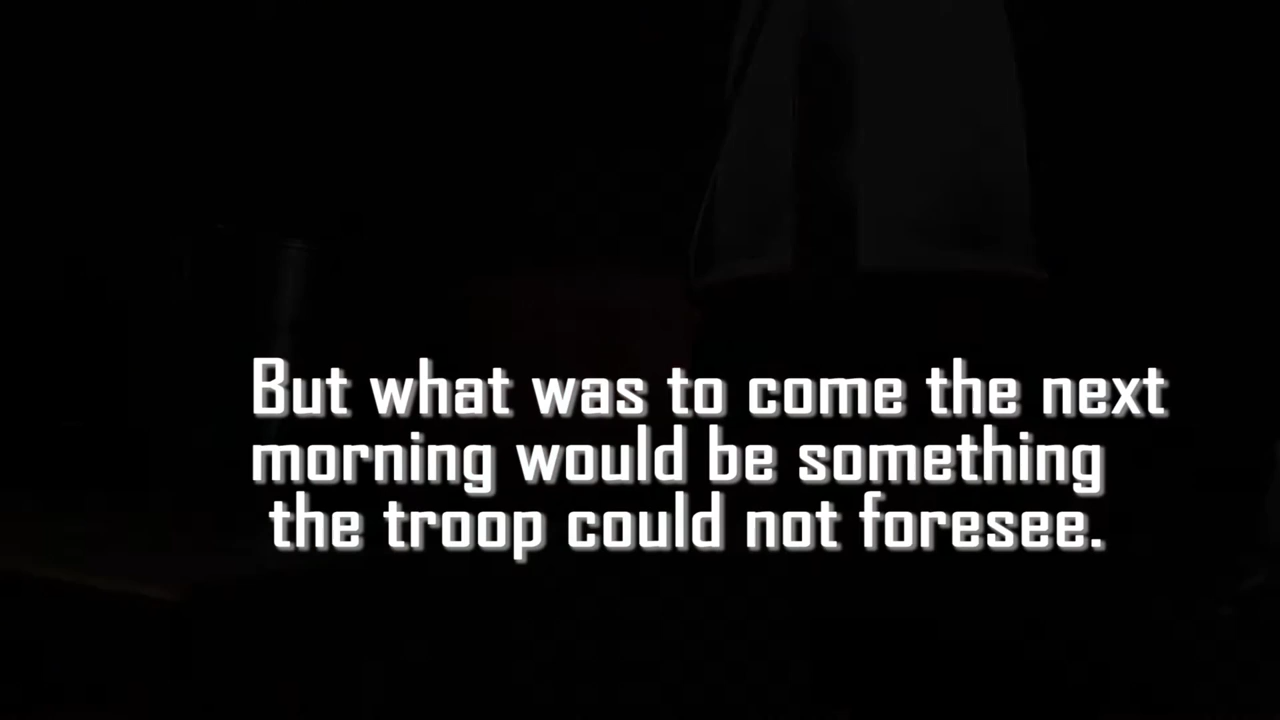 But what was to come the next
morning would be something
the troop could not foresee.